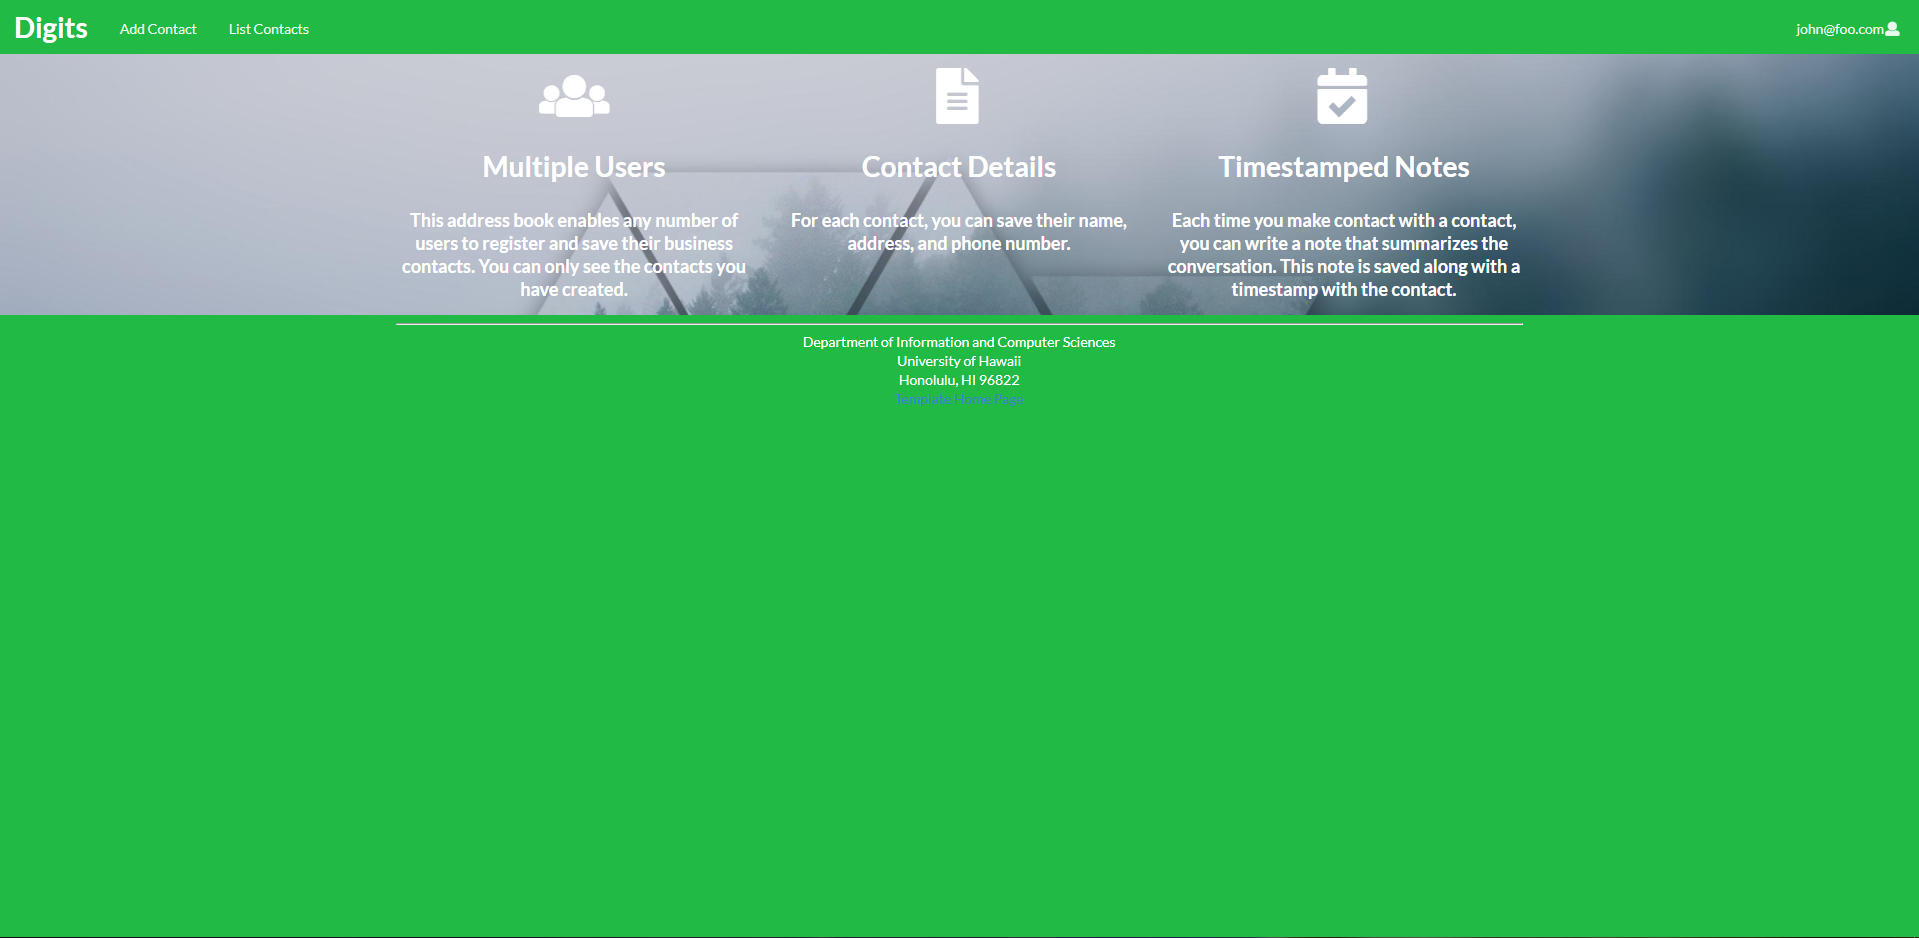 Digits
Add Contact
List Contacts
john@foo.com
Multiple Users
This address book enables any number of
users to register and save their business
contacts. You can only see the contacts you
have created.
Contact Details
For each contact, you can save their name,
address, and phone number.
Timestamped Notes
Each time you make contact with a contact,
you can write a note that summarizes the
conversation. This note is saved along with a
timestamp with the contact.
Department of Information and Computer Sciences
University of Hawaii
Honolulu, HI 96822
Template Home Page